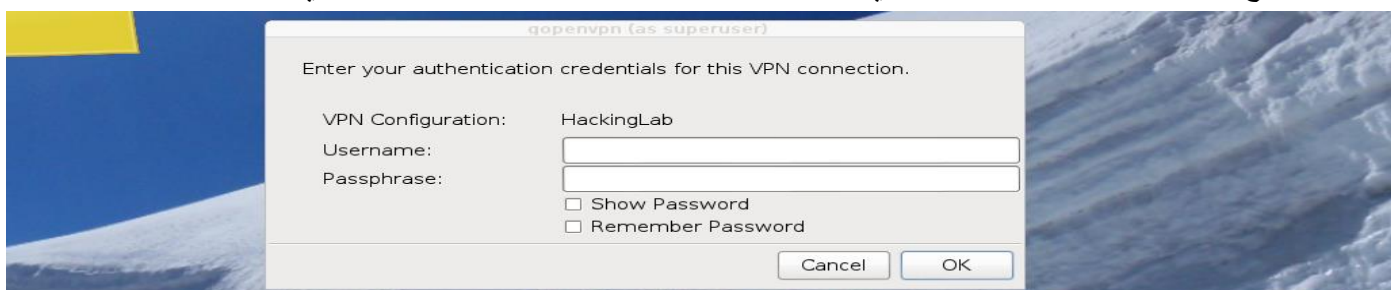 gopenvpn (as superuser)
Enter your authentication credentials for this VPN connection.
VPN Configuration: HackingLab
Username:
Passphrase:
Show Password
Remember Password
Cancel OK